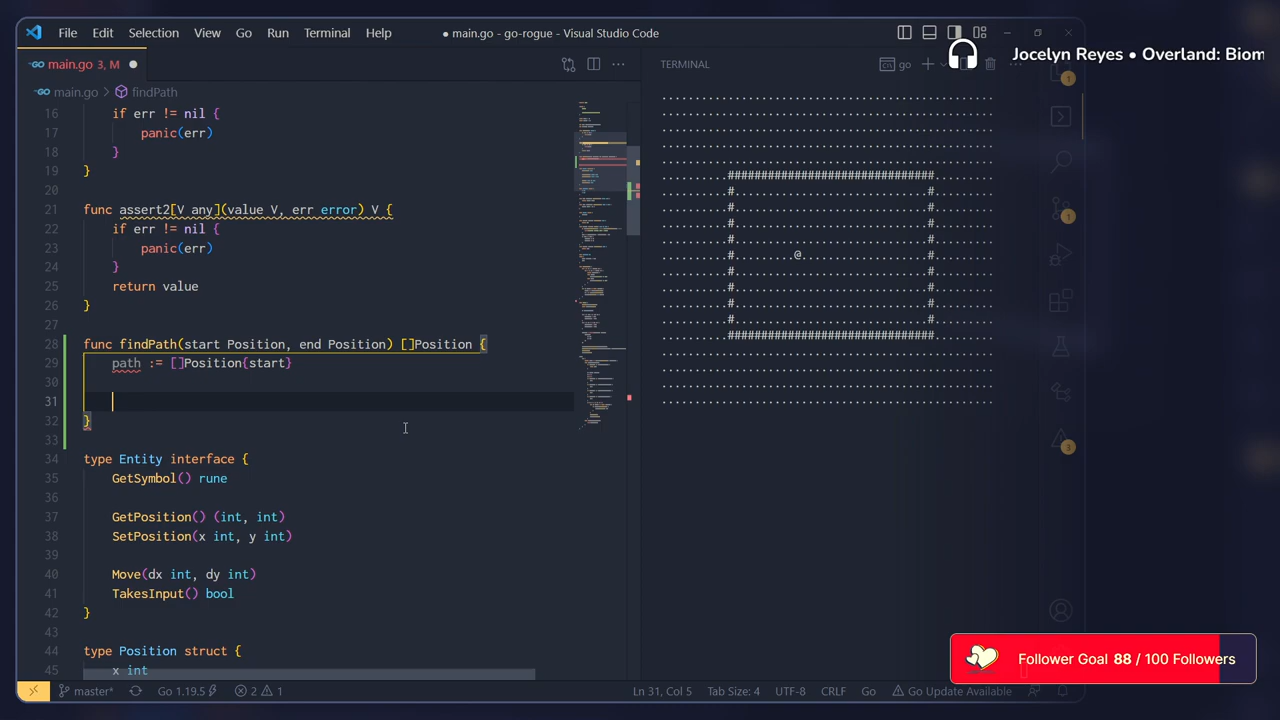 File Edit Selection View Go Run Terminal Help
● main.go - go-rogue - Visual Studio Code
Jocelyn Reyes • Overland: Biom
main.go 3, M
TERMINAL
go
main.go > findPath
16 if err != nil {
17 panic(err)
18 }
19 }
20
21 func assert2[V any](value V, err error) V {
22 if err != nil {
23 panic(err)
24 }
25 return value
26 }
27
28 func findPath(start Position, end Position) []Position {
29 path := []Position{start}
30
31
32 }
33
34 type Entity interface {
35 GetSymbol() rune
36
37 GetPosition() (int, int)
38 SetPosition(x int, y int)
39
40 Move(dx int, dy int)
41 TakesInput() bool
42 }
43
44 type Position struct {
45 x int
@
1
1
3
Follower Goal 88 / 100 Followers
master* Go 1.19.5 2 1 Ln 31, Col 5 Tab Size: 4 UTF-8 CRLF Go Go Update Available